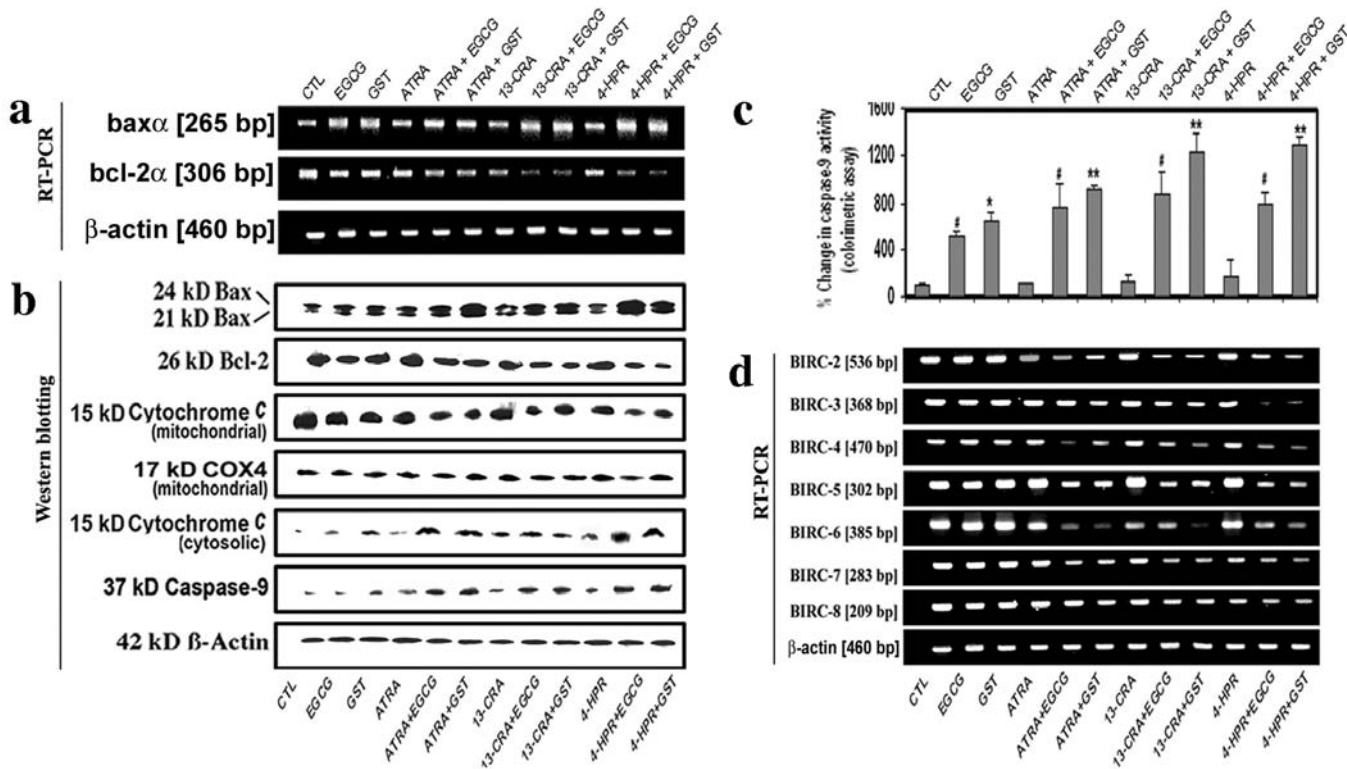 a
RT-PCR
CTL
EGCG
GST
ATRA
ATRA + EGCG
ATRA + GST
13-CRA
13-CRA + EGCG
13-CRA + GST
4-HPR
4-HPR + EGCG
4-HPR + GST
baxα [265 bp]
bcl-2α [306 bp]
β-actin [460 bp]
b
Western blotting
24 kD Bax
21 kD Bax
26 kD Bcl-2
15 kD Cytochrome C
(mitochondrial)
17 kD COX4
(mitochondrial)
15 kD Cytochrome C
(cytosolic)
37 kD Caspase-9
42 kD ß-Actin
CTL
EGCG
GST
ATRA
ATRA+EGCG
ATRA+GST
13-CRA
13-CRA+EGCG
13-CRA+GST
4-HPR
4-HPR+EGCG
4-HPR+GST
c
CTL
EGCG
GST
ATRA
ATRA + EGCG
ATRA + GST
13-CRA
13-CRA + EGCG
13-CRA + GST
4-HPR
4-HPR + EGCG
4-HPR + GST
% Change in caspase-9 activity
(colorimetric assay)
1600
1200
800
400
0
#
*
#
**
#
**
#
**
d
RT-PCR
BIRC-2 [536 bp]
BIRC-3 [368 bp]
BIRC-4 [470 bp]
BIRC-5 [302 bp]
BIRC-6 [385 bp]
BIRC-7 [283 bp]
BIRC-8 [209 bp]
β-actin [460 bp]
CTL
EGCG
GST
ATRA
ATRA+EGCG
ATRA+GST
13-CRA
13-CRA+EGCG
13-CRA+GST
4-HPR
4-HPR+EGCG
4-HPR+GST